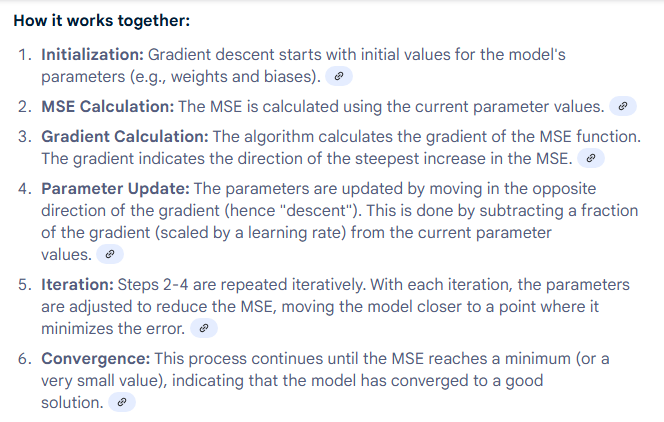 How it works together:
1. Initialization: Gradient descent starts with initial values for the model's
parameters (e.g., weights and biases).
2. MSE Calculation: The MSE is calculated using the current parameter values.
3. Gradient Calculation: The algorithm calculates the gradient of the MSE function.
The gradient indicates the direction of the steepest increase in the MSE.
4. Parameter Update: The parameters are updated by moving in the opposite
direction of the gradient (hence "descent"). This is done by subtracting a fraction
of the gradient (scaled by a learning rate) from the current parameter
values.
5. Iteration: Steps 2-4 are repeated iteratively. With each iteration, the parameters
are adjusted to reduce the MSE, moving the model closer to a point where it
minimizes the error.
6. Convergence: This process continues until the MSE reaches a minimum (or a
very small value), indicating that the model has converged to a good
solution.